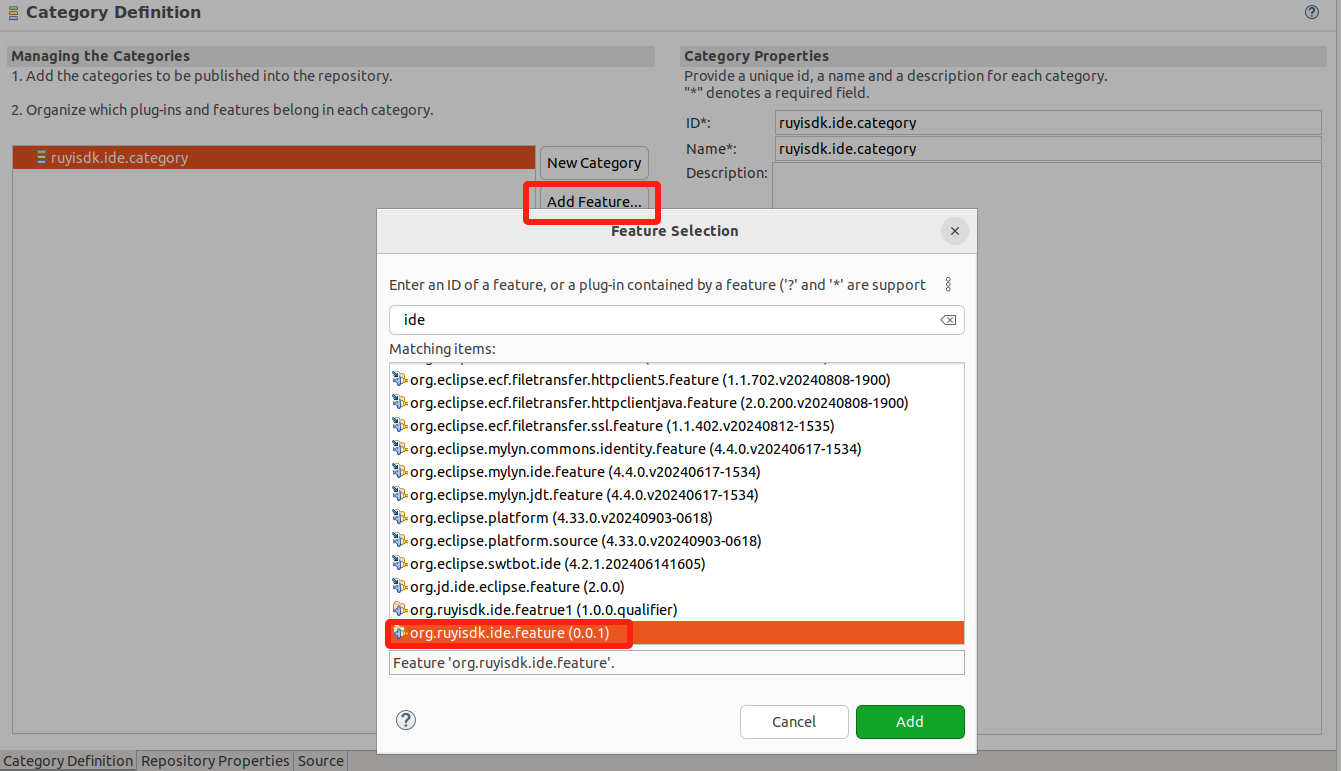 Category Definition
Managing the Categories
1. Add the categories to be published into the repository.
2. Organize which plug-ins and features belong in each category.
ruyisdk.ide.category
New Category
Add Feature...
Category Properties
Provide a unique id, a name and a description for each category.
"*" denotes a required field.
ID*:
ruyisdk.ide.category
Name*:
ruyisdk.ide.category
Description:
Feature Selection
Enter an ID of a feature, or a plug-in contained by a feature ('?' and '*' are support
ide
Matching items:
org.eclipse.ecf.filetransfer.httpclient5.feature (1.1.702.v20240808-1900)
org.eclipse.ecf.filetransfer.httpclientjava.feature (2.0.200.v20240808-1900)
org.eclipse.ecf.filetransfer.ssl.feature (1.1.402.v20240812-1535)
org.eclipse.mylyn.commons.identity.feature (4.4.0.v20240617-1534)
org.eclipse.mylyn.ide.feature (4.4.0.v20240617-1534)
org.eclipse.mylyn.jdt.feature (4.4.0.v20240617-1534)
org.eclipse.platform (4.33.0.v20240903-0618)
org.eclipse.platform.source (4.33.0.v20240903-0618)
org.eclipse.swtbot.ide (4.2.1.202406141605)
org.jd.ide.eclipse.feature (2.0.0)
org.ruyisdk.ide.featrue1 (1.0.0.qualifier)
org.ruyisdk.ide.feature (0.0.1)
Feature 'org.ruyisdk.ide.feature'.
?
Cancel
Add
Category Definition
Repository Properties
Source